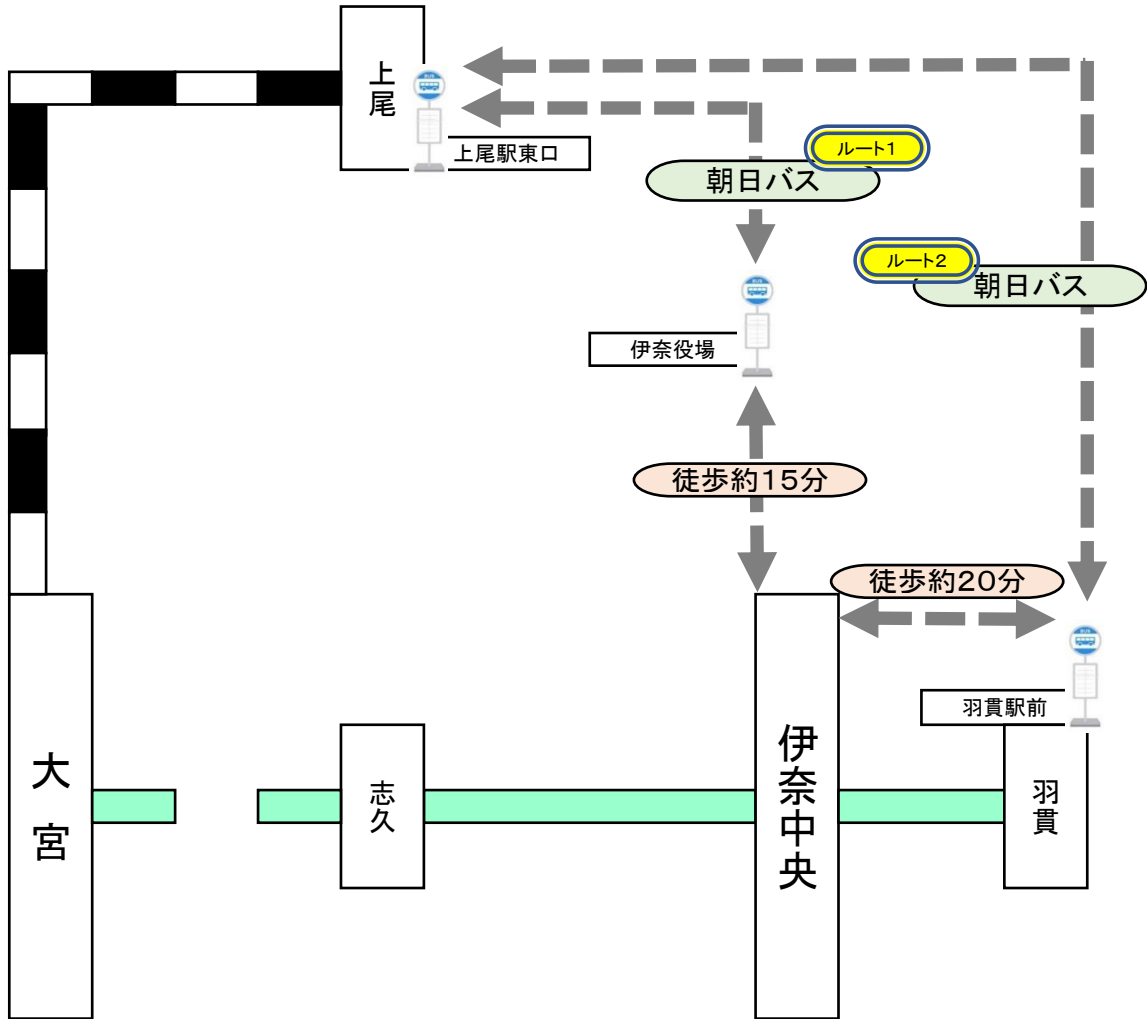 上尾
上尾駅東口
ルート1
朝日バス
ルート2
朝日バス
伊奈役場
徒歩約15分
徒歩約20分
羽貫駅前
大宮
志久
伊奈中央
羽貫